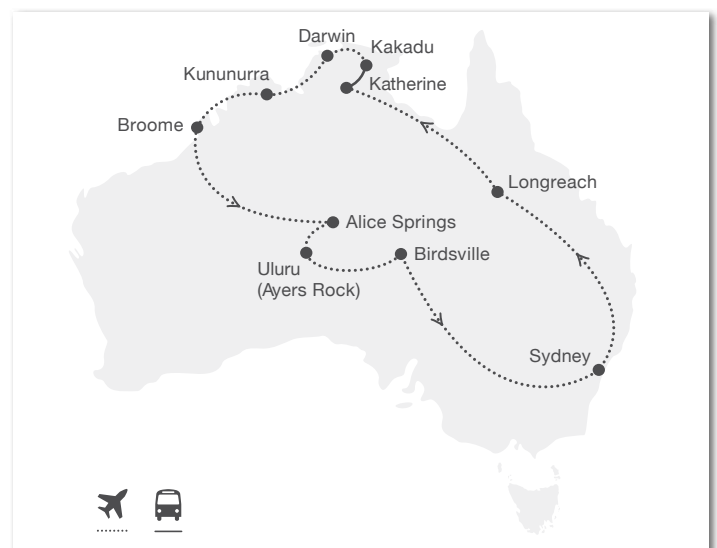 Darwin
Kakadu
Kununurra
Katherine
Broome
Longreach
Alice Springs
Birdsville
Uluru
(Ayers Rock)
Sydney